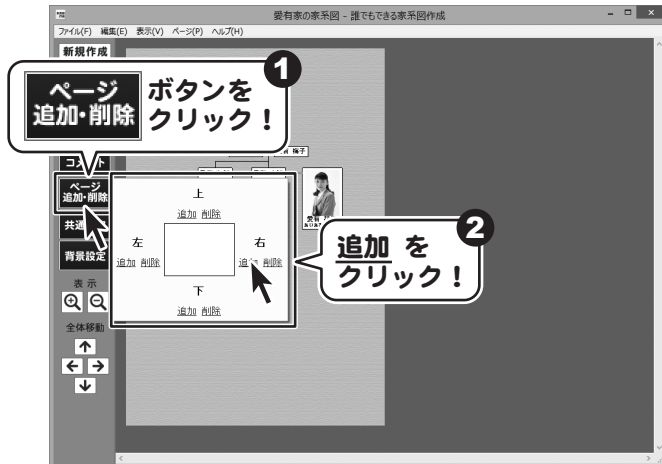 愛有家の家系図 - 誰でもできる家系図作成
ファイル(F) 編集(E) 表示(V) ページ(P) ヘルプ(H)
新規作成
1
ページ
追加・削除
ボタンを
クリック！
コメント
ページ
追加・削除
共通
背景設定
表 示
全体移動
梅子
愛有
上
追加 削除
左
追加 削除
右
追加 削除
下
追加 削除
2
追加 を
クリック！